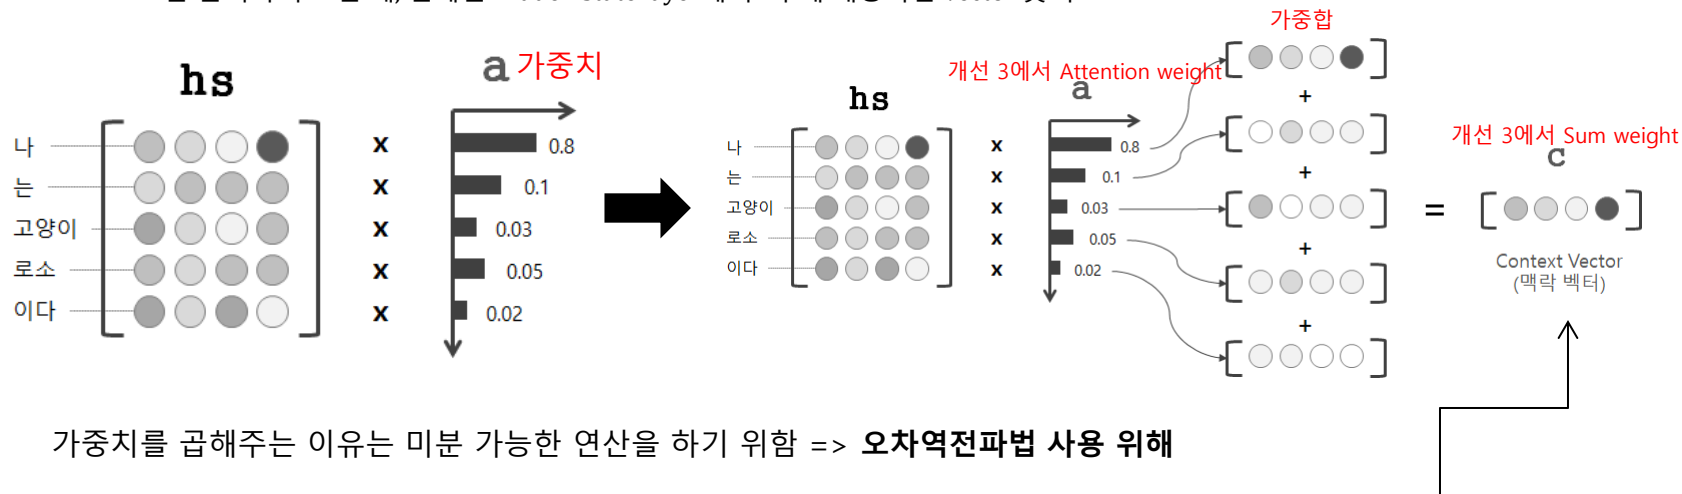 가중합
hs
a 가중치
개선 3에서 Attention weight
a
hs
개선 3에서 Sum weight
c
나 x 0.8
는 x 0.1
고양이 x 0.03
로소 x 0.05
이다 x 0.02
나 x 0.8
는 x 0.1
고양이 x 0.03
로소 x 0.05
이다 x 0.02
+
+
+
+
=
Context Vector
(맥락 벡터)
가중치를 곱해주는 이유는 미분 가능한 연산을 하기 위함 => 오차역전파법 사용 위해